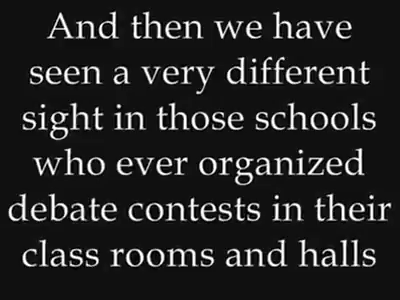 And then we have
seen a very different
sight in those schools
who ever organized
debate contests in their
class rooms and halls